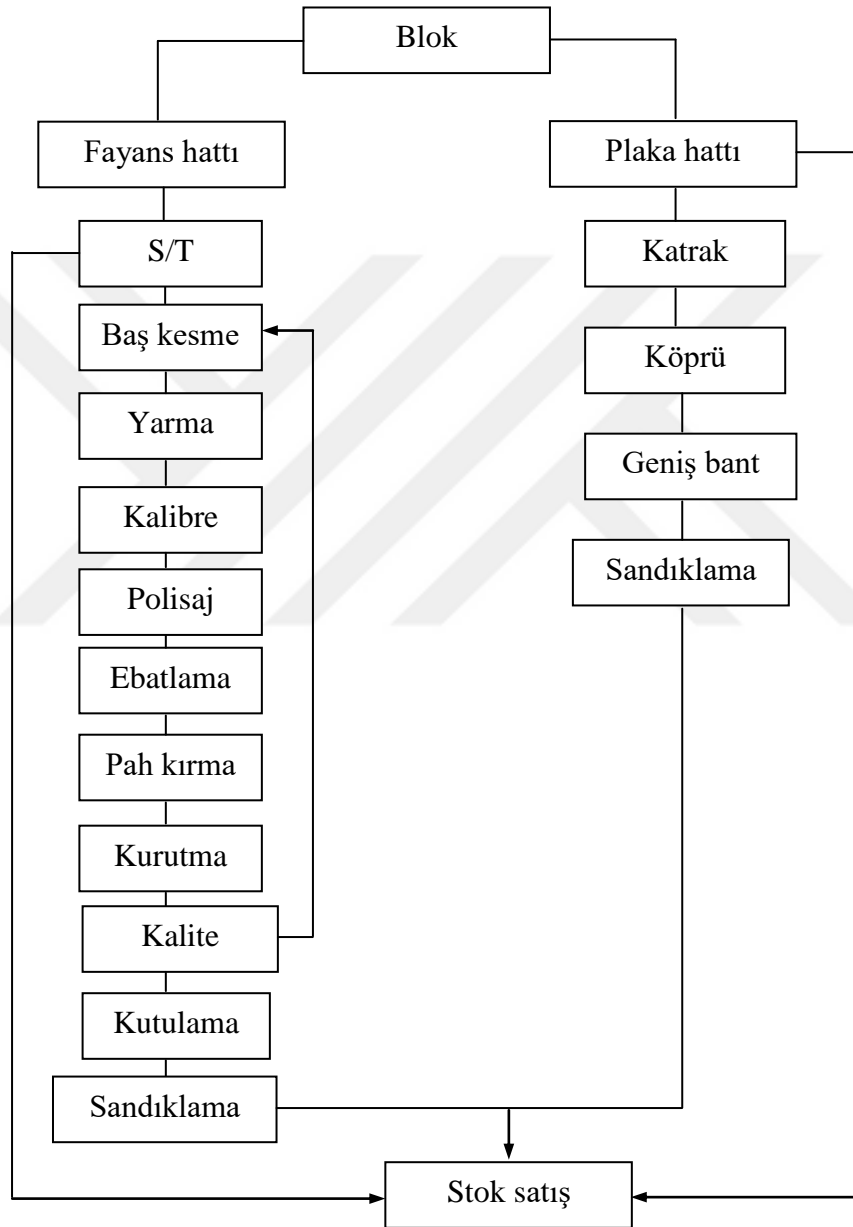 Blok
Fayans hattı
Plaka hattı
S/T
Katrak
Baş kesme
Köprü
Yarma
Geniş bant
Kalibre
Sandıklama
Polisaj
Ebatlama
Pah kırma
Kurutma
Kalite
Kutulama
Sandıklama
Stok satış